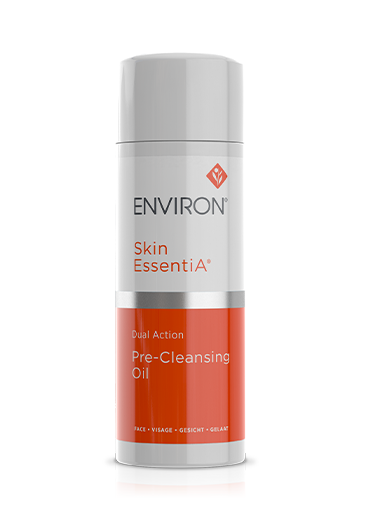 ENVIRON®
Skin
EssentiA®
Dual Action
Pre-Cleansing
Oil
FACE • VISAGE • GESICHT • GELAAT